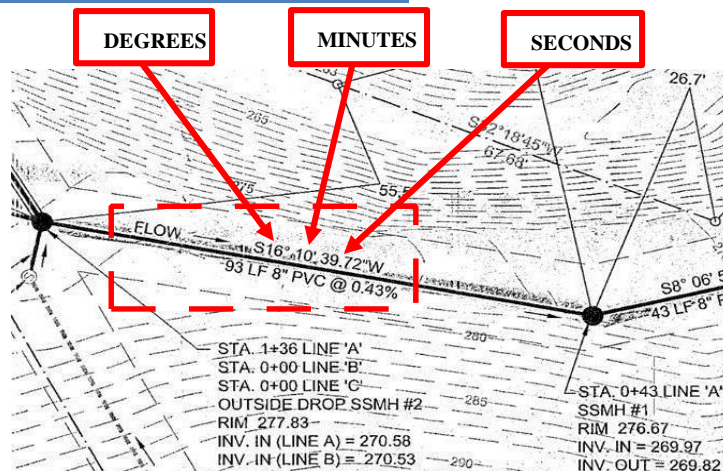 DEGREES
MINUTES
SECONDS
26.7'
265
S12°18'45"W
67.68'
275
55.5
FLOW
S16° 10' 39.72"W
93 LF 8" PVC @ 0.43%
S8° 06'
43 LF 8"
280
STA. 1+36 LINE 'A'
STA. 0+00 LINE 'B'
STA. 0+00 LINE 'C'
OUTSIDE DROP SSMH #2
RIM 277.83
INV. IN (LINE A) = 270.58
INV. IN (LINE B) = 270.53
285
290
STA. 0+43 LINE 'A'
SSMH #1
RIM 276.67
INV. IN = 269.97
INV. OUT = 269.82